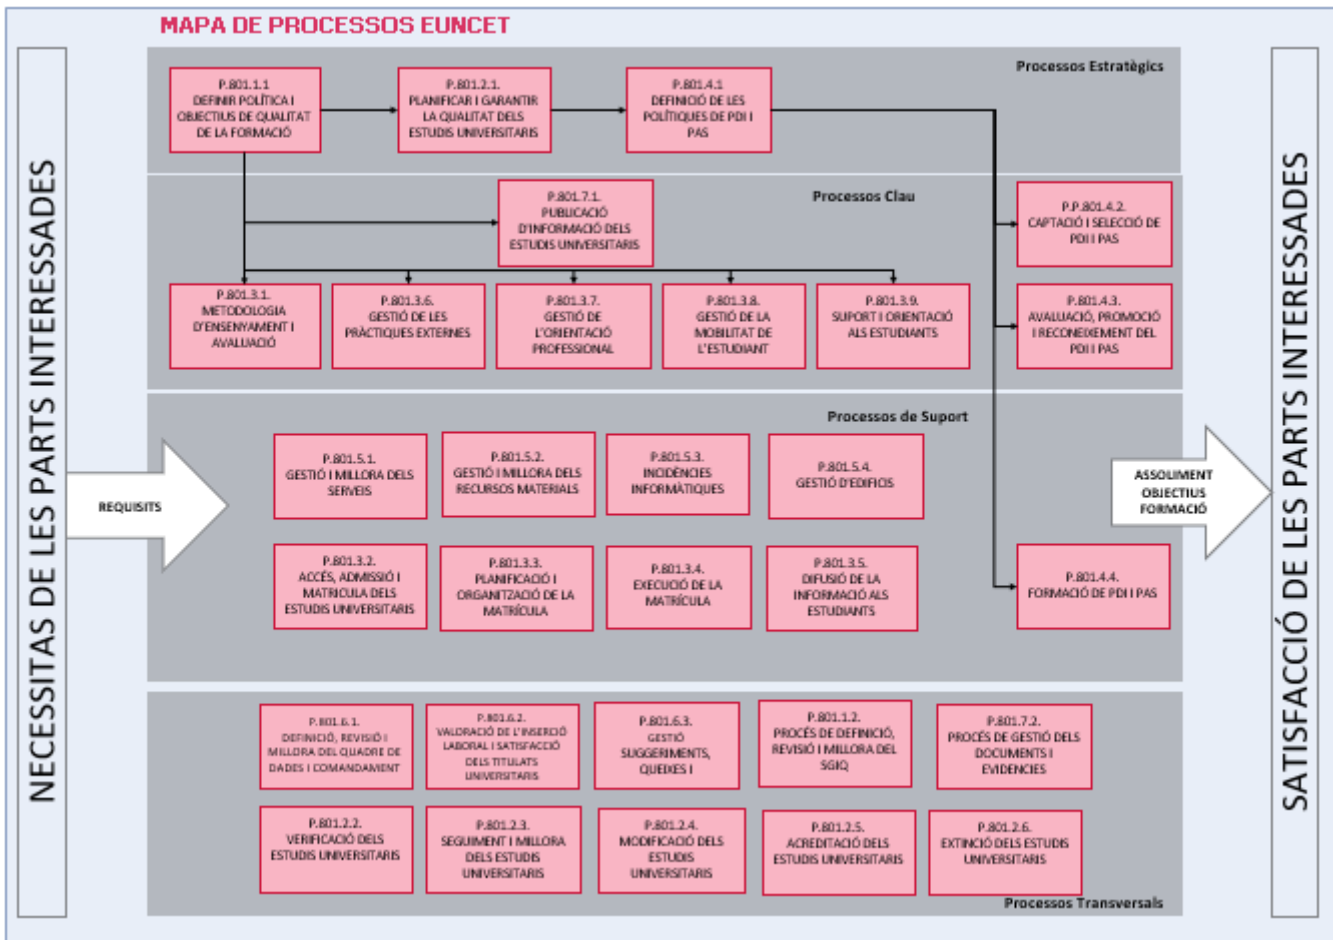 MAPA DE PROCESSOS EUNCET
NECESSITAS DE LES PARTS INTERESSADES
Processos Estratègics
P.801.1.1
DEFINIR POLÍTICA I
OBJECTIUS DE QUALITAT
DE LA FORMACIÓ
P.801.2.1.
PLANIFICAR I GARANTIR
LA QUALITAT DELS
ESTUDIS UNIVERSITARIS
P.801.4.1
DEFINICIÓ DE LES
POLÍTIQUES DE PDI I
PAS
Processos Clau
P.801.7.1.
PUBLICACIÓ
D'INFORMACIÓ DELS
ESTUDIS UNIVERSITARIS
P.P.801.4.2.
CAPTACIÓ I SELECCIÓ DE
PDI I PAS
P.801.3.1.
METODOLOGIA
D'ENSENYAMENT I
AVALUACIÓ
P.801.3.6.
GESTIÓ DE LES
PRÀCTIQUES EXTERNES
P.801.3.7.
GESTIÓ DE
L'ORIENTACIÓ
PROFESSIONAL
P.801.3.8.
GESTIÓ DE LA
MOBILITAT DE
L'ESTUDIANT
P.801.3.9.
SUPORT I ORIENTACIÓ
ALS ESTUDIANTS
P.801.4.3.
AVALUACIÓ, PROMOCIÓ
I RECONEIXEMENT DEL
PDI I PAS
Processos de Suport
REQUISITS
P.801.5.1.
GESTIÓ I MILLORA DELS
SERVEIS
P.801.5.2.
GESTIÓ I MILLORA DELS
RECURSOS MATERIALS
P.801.5.3.
INCIDÈNCIES
INFORMÀTIQUES
P.801.5.4.
GESTIÓ D'EDIFICIS
ASSOLIMENT
OBJECTIUS
FORMACIÓ
P.801.3.2.
ACCÉS, ADMISSIÓ I
MATRICULA DELS
ESTUDIS UNIVERSITARIS
P.801.3.3.
PLANIFICACIÓ I
ORGANITZACIÓ DE LA
MATRÍCULA
P.801.3.4.
EXECUCIÓ DE LA
MATRÍCULA
P.801.3.5.
DIFUSIÓ DE LA
INFORMACIÓ ALS
ESTUDIANTS
P.801.4.4.
FORMACIÓ DE PDI I PAS
P.801.6.1.
DEFINICIÓ, REVISIÓ I
MILLORA DEL QUADRE DE
DADES I COMANDAMENT
P.801.6.2.
VALORACIÓ DE L'INSERCIÓ
LABORAL I SATISFACCIÓ
DELS TITULATS
UNIVERSITARIS
P.801.6.3.
GESTIÓ
SUGGERIMENTS,
QUEIXES I
P.801.1.2.
PROCÉS DE DEFINICIÓ,
REVISIÓ I MILLORA DEL
SGIQ
P.801.7.2.
PROCÉS DE GESTIÓ DELS
DOCUMENTS I
EVIDENCIES
P.801.2.2.
VERIFICACIÓ DELS
ESTUDIS UNIVERSITARIS
P.801.2.3.
SEGUIMENT I MILLORA
DELS ESTUDIS
UNIVERSITARIS
P.801.2.4.
MODIFICACIÓ DELS
ESTUDIS
UNIVERSITARIS
P.801.2.5.
ACREDITACIÓ DELS
ESTUDIS UNIVERSITARIS
P.801.2.6.
EXTINCIÓ DELS ESTUDIS
UNIVERSITARIS
Processos Transversals
SATISFACCIÓ DE LES PARTS INTERESSADES